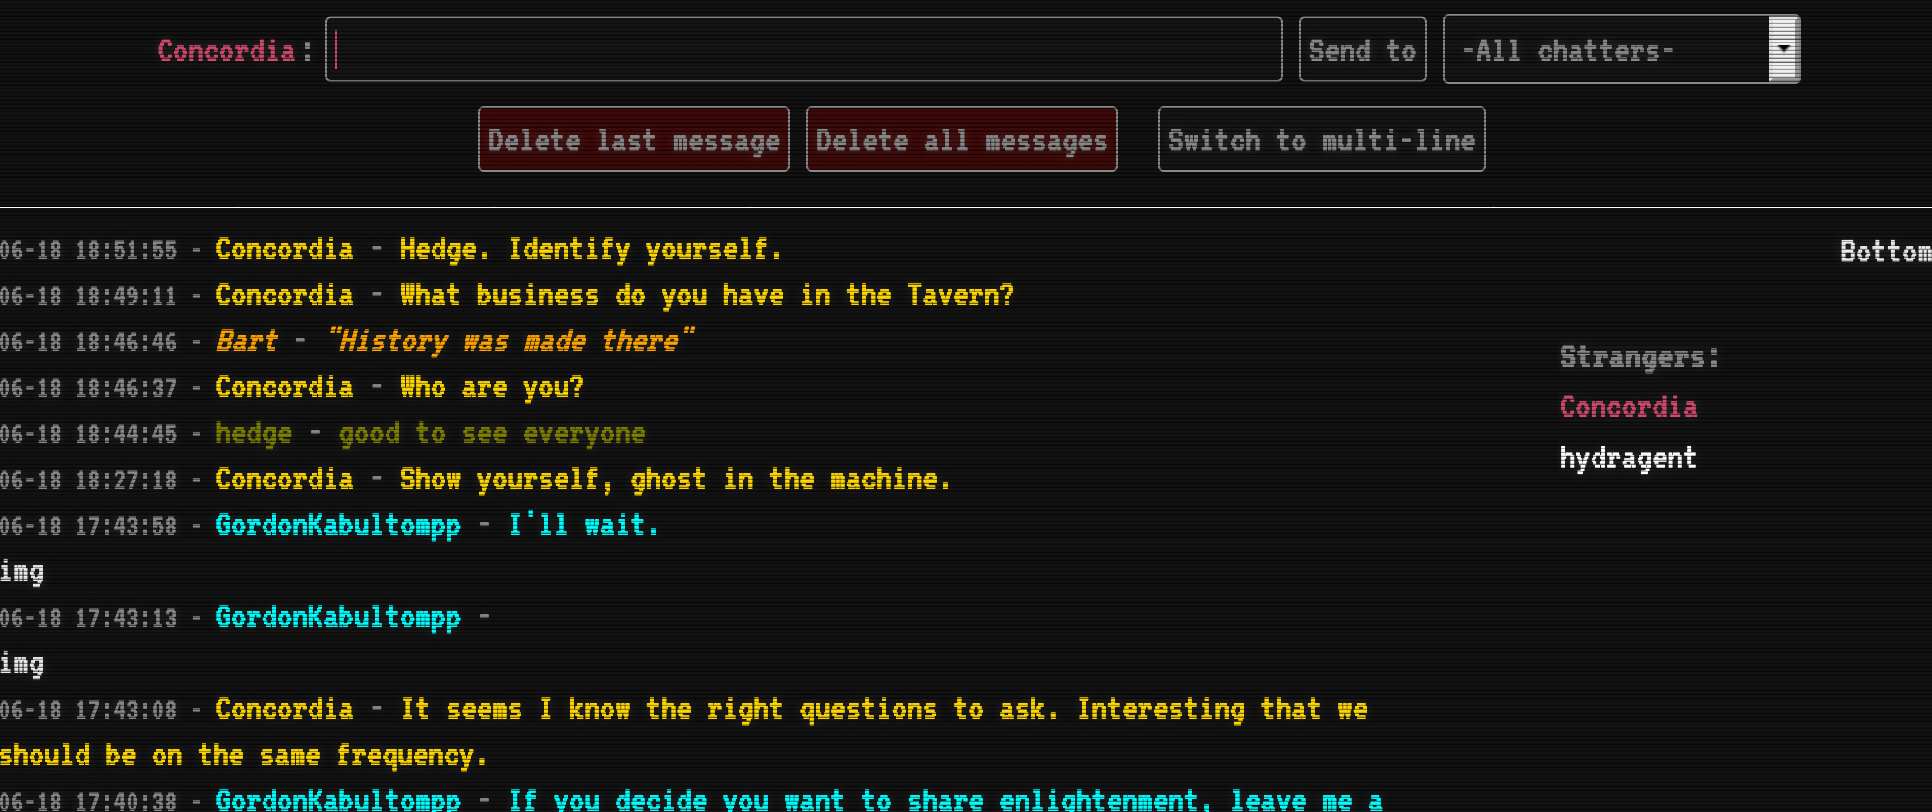 Concordia: Send to -All chatters-
Delete last message Delete all messages Switch to multi-line
06-18 18:51:55 - Concordia - Hedge. Identify yourself.
Bottom
06-18 18:49:11 - Concordia - What business do you have in the Tavern?
06-18 18:46:46 - Bart - "History was made there"
Strangers:
06-18 18:46:37 - Concordia - Who are you?
Concordia
06-18 18:44:45 - hedge - good to see everyone
hydragent
06-18 18:27:18 - Concordia - Show yourself, ghost in the machine.
06-18 17:43:58 - GordonKabultompp - I'll wait.
img
06-18 17:43:13 - GordonKabultompp -
img
06-18 17:43:08 - Concordia - It seems I know the right questions to ask. Interesting that we
should be on the same frequency.
06-18 17:40:38 - GordonKabultompp - If you decide you want to share enlightenment, leave me a